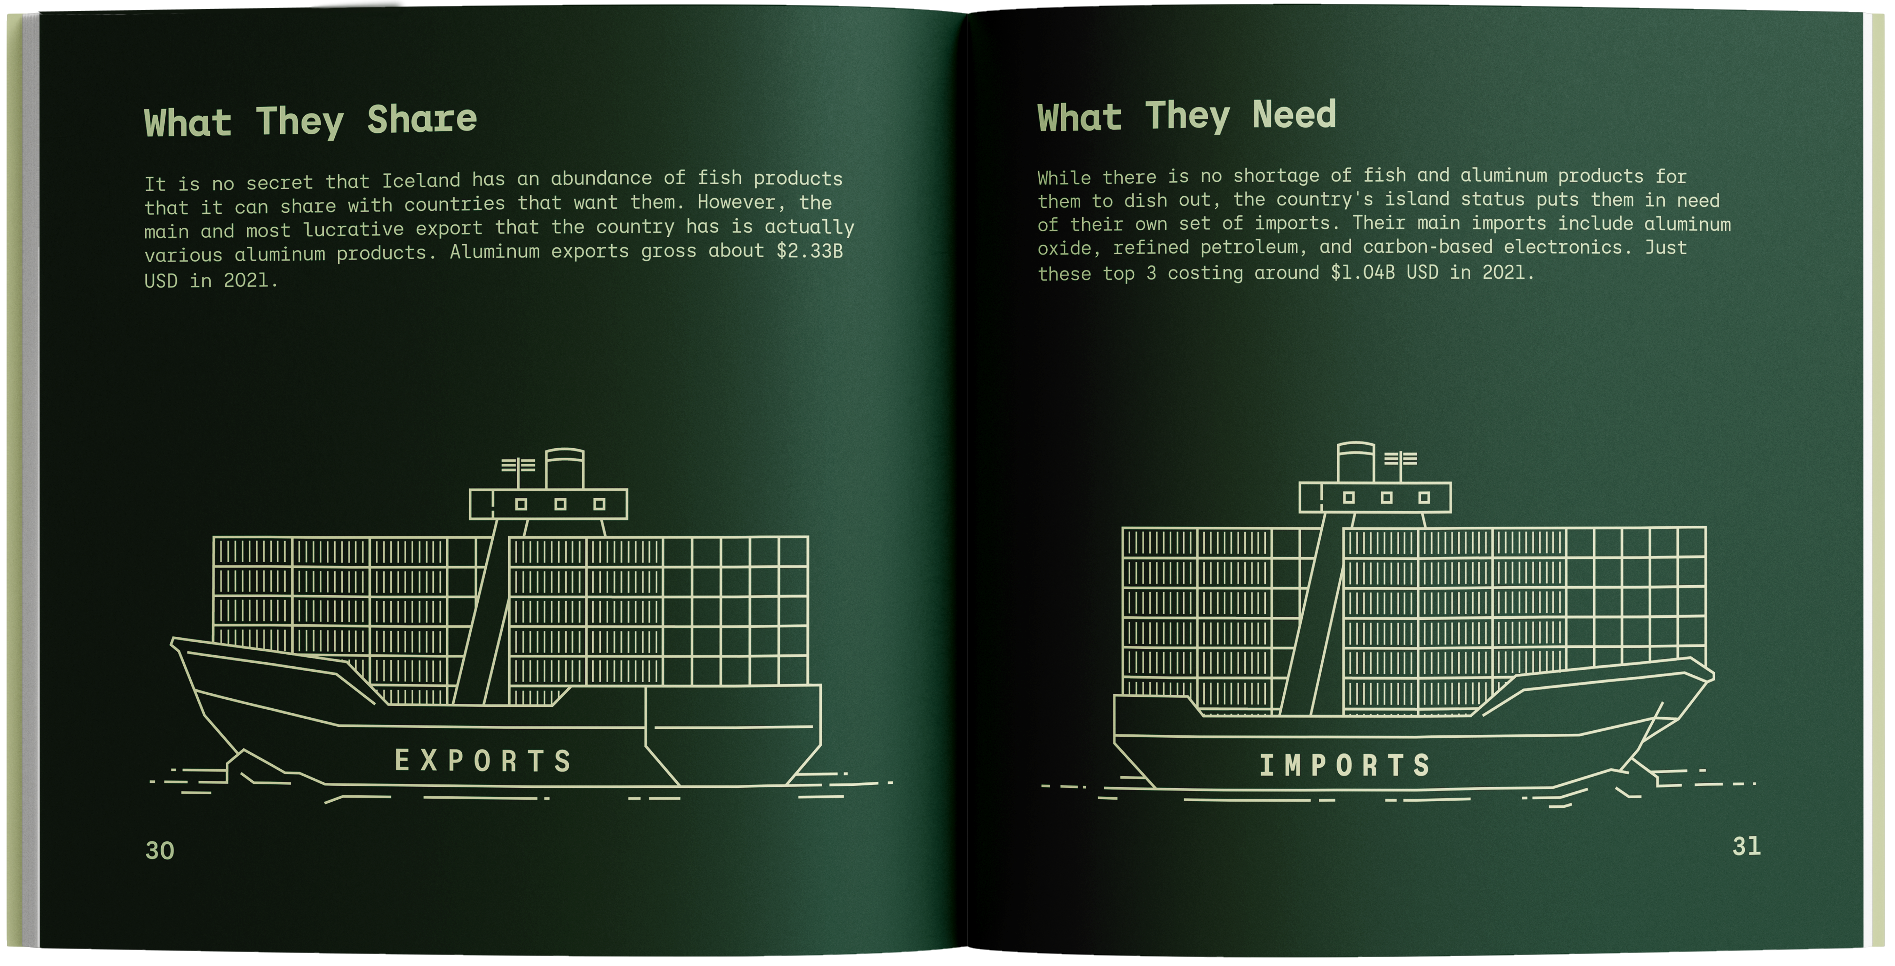 What They Share
It is no secret that Iceland has an abundance of fish products
that it can share with countries that want them. However, the
main and most lucrative export that the country has is actually
various aluminum products. Aluminum exports gross about $2.33B
USD in 2021.
EXPORTS
30
What They Need
While there is no shortage of fish and aluminum products for
them to dish out, the country's island status puts them in need
of their own set of imports. Their main imports include aluminum
oxide, refined petroleum, and carbon-based electronics. Just
these top 3 costing around $1.04B USD in 2021.
IMPORTS
31